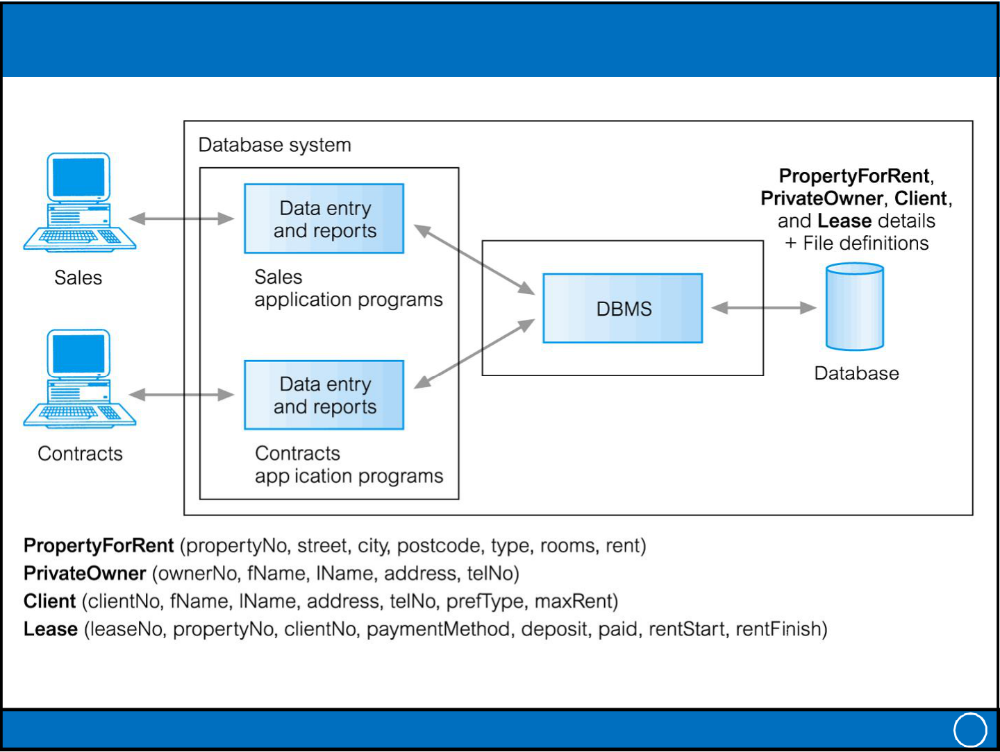 Database system
Data entry
and reports
Sales
application programs
Sales
Data entry
and reports
Contracts
app ication programs
Contracts
DBMS
PropertyForRent,
PrivateOwner, Client,
and Lease details
+ File definitions
Database
PropertyForRent (propertyNo, street, city, postcode, type, rooms, rent)
PrivateOwner (ownerNo, fName, lName, address, telNo)
Client (clientNo, fName, lName, address, telNo, prefType, maxRent)
Lease (leaseNo, propertyNo, clientNo, paymentMethod, deposit, paid, rentStart, rentFinish)